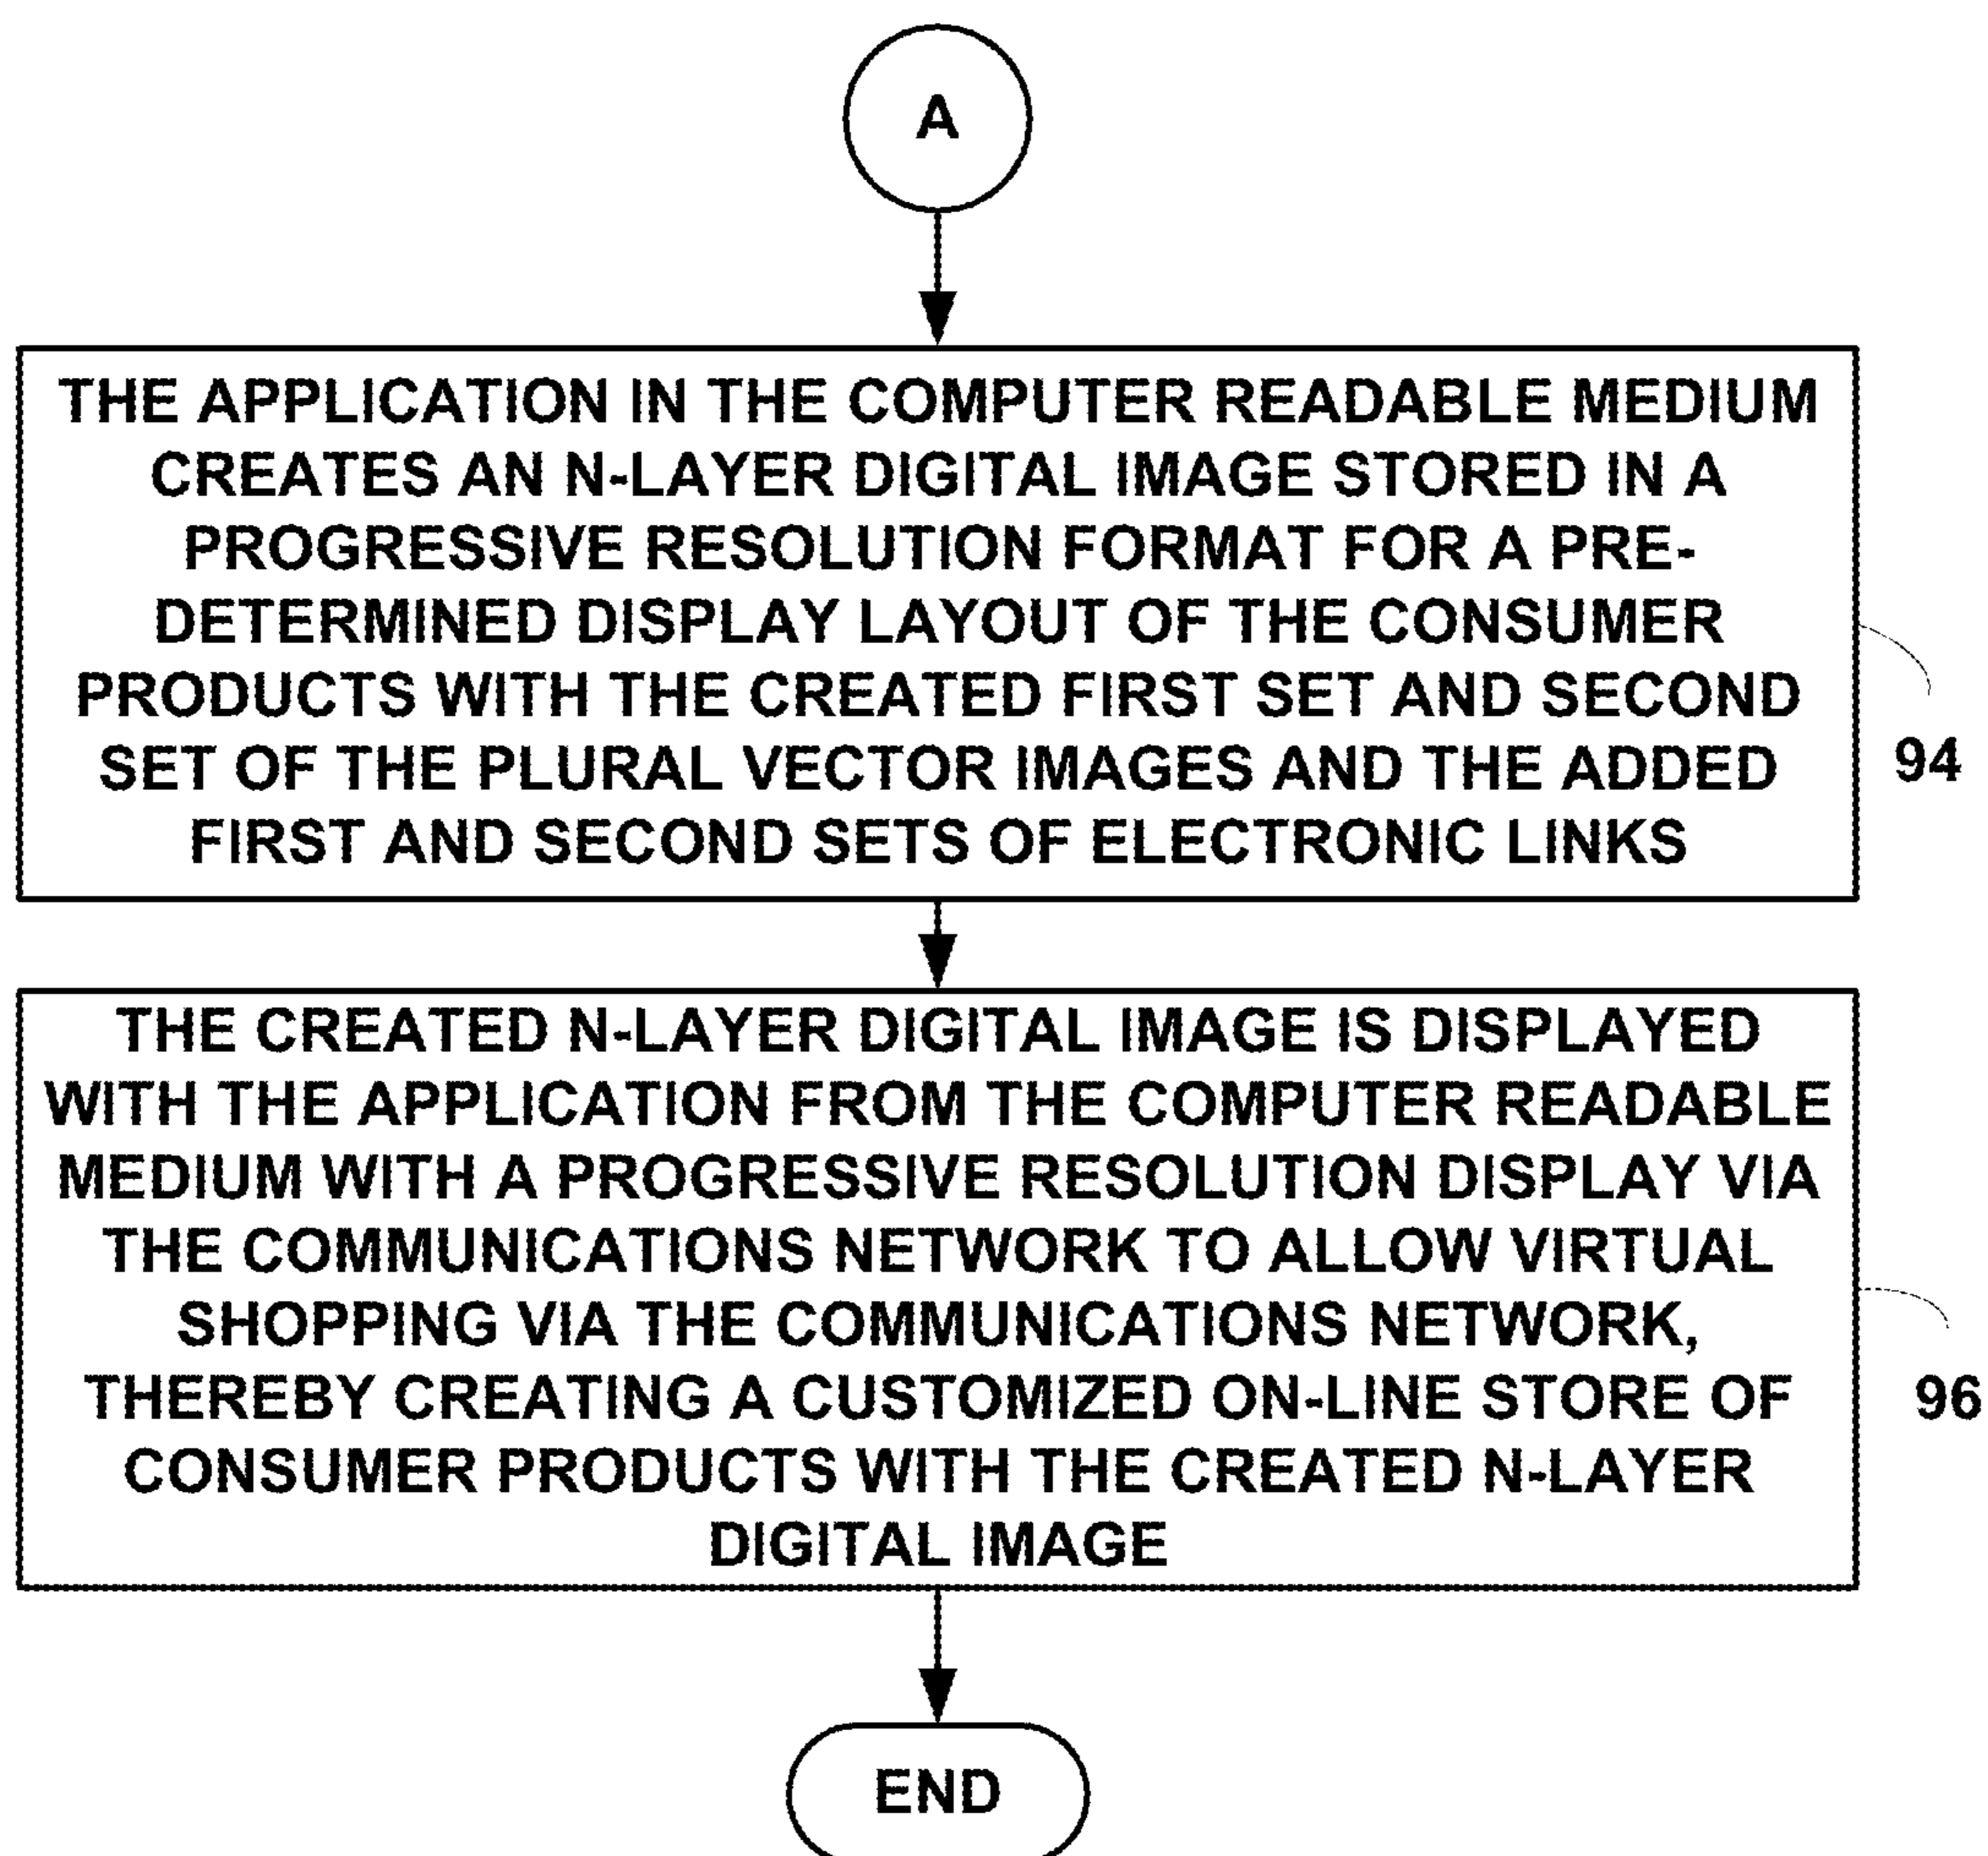 A
THE APPLICATION IN THE COMPUTER READABLE MEDIUM
CREATES AN N-LAYER DIGITAL IMAGE STORED IN A
PROGRESSIVE RESOLUTION FORMAT FOR A PRE-
DETERMINED DISPLAY LAYOUT OF THE CONSUMER
PRODUCTS WITH THE CREATED FIRST SET AND SECOND
SET OF THE PLURAL VECTOR IMAGES AND THE ADDED
FIRST AND SECOND SETS OF ELECTRONIC LINKS
94
THE CREATED N-LAYER DIGITAL IMAGE IS DISPLAYED
WITH THE APPLICATION FROM THE COMPUTER READABLE
MEDIUM WITH A PROGRESSIVE RESOLUTION DISPLAY VIA
THE COMMUNICATIONS NETWORK TO ALLOW VIRTUAL
SHOPPING VIA THE COMMUNICATIONS NETWORK,
THEREBY CREATING A CUSTOMIZED ON-LINE STORE OF
CONSUMER PRODUCTS WITH THE CREATED N-LAYER
DIGITAL IMAGE
96
END